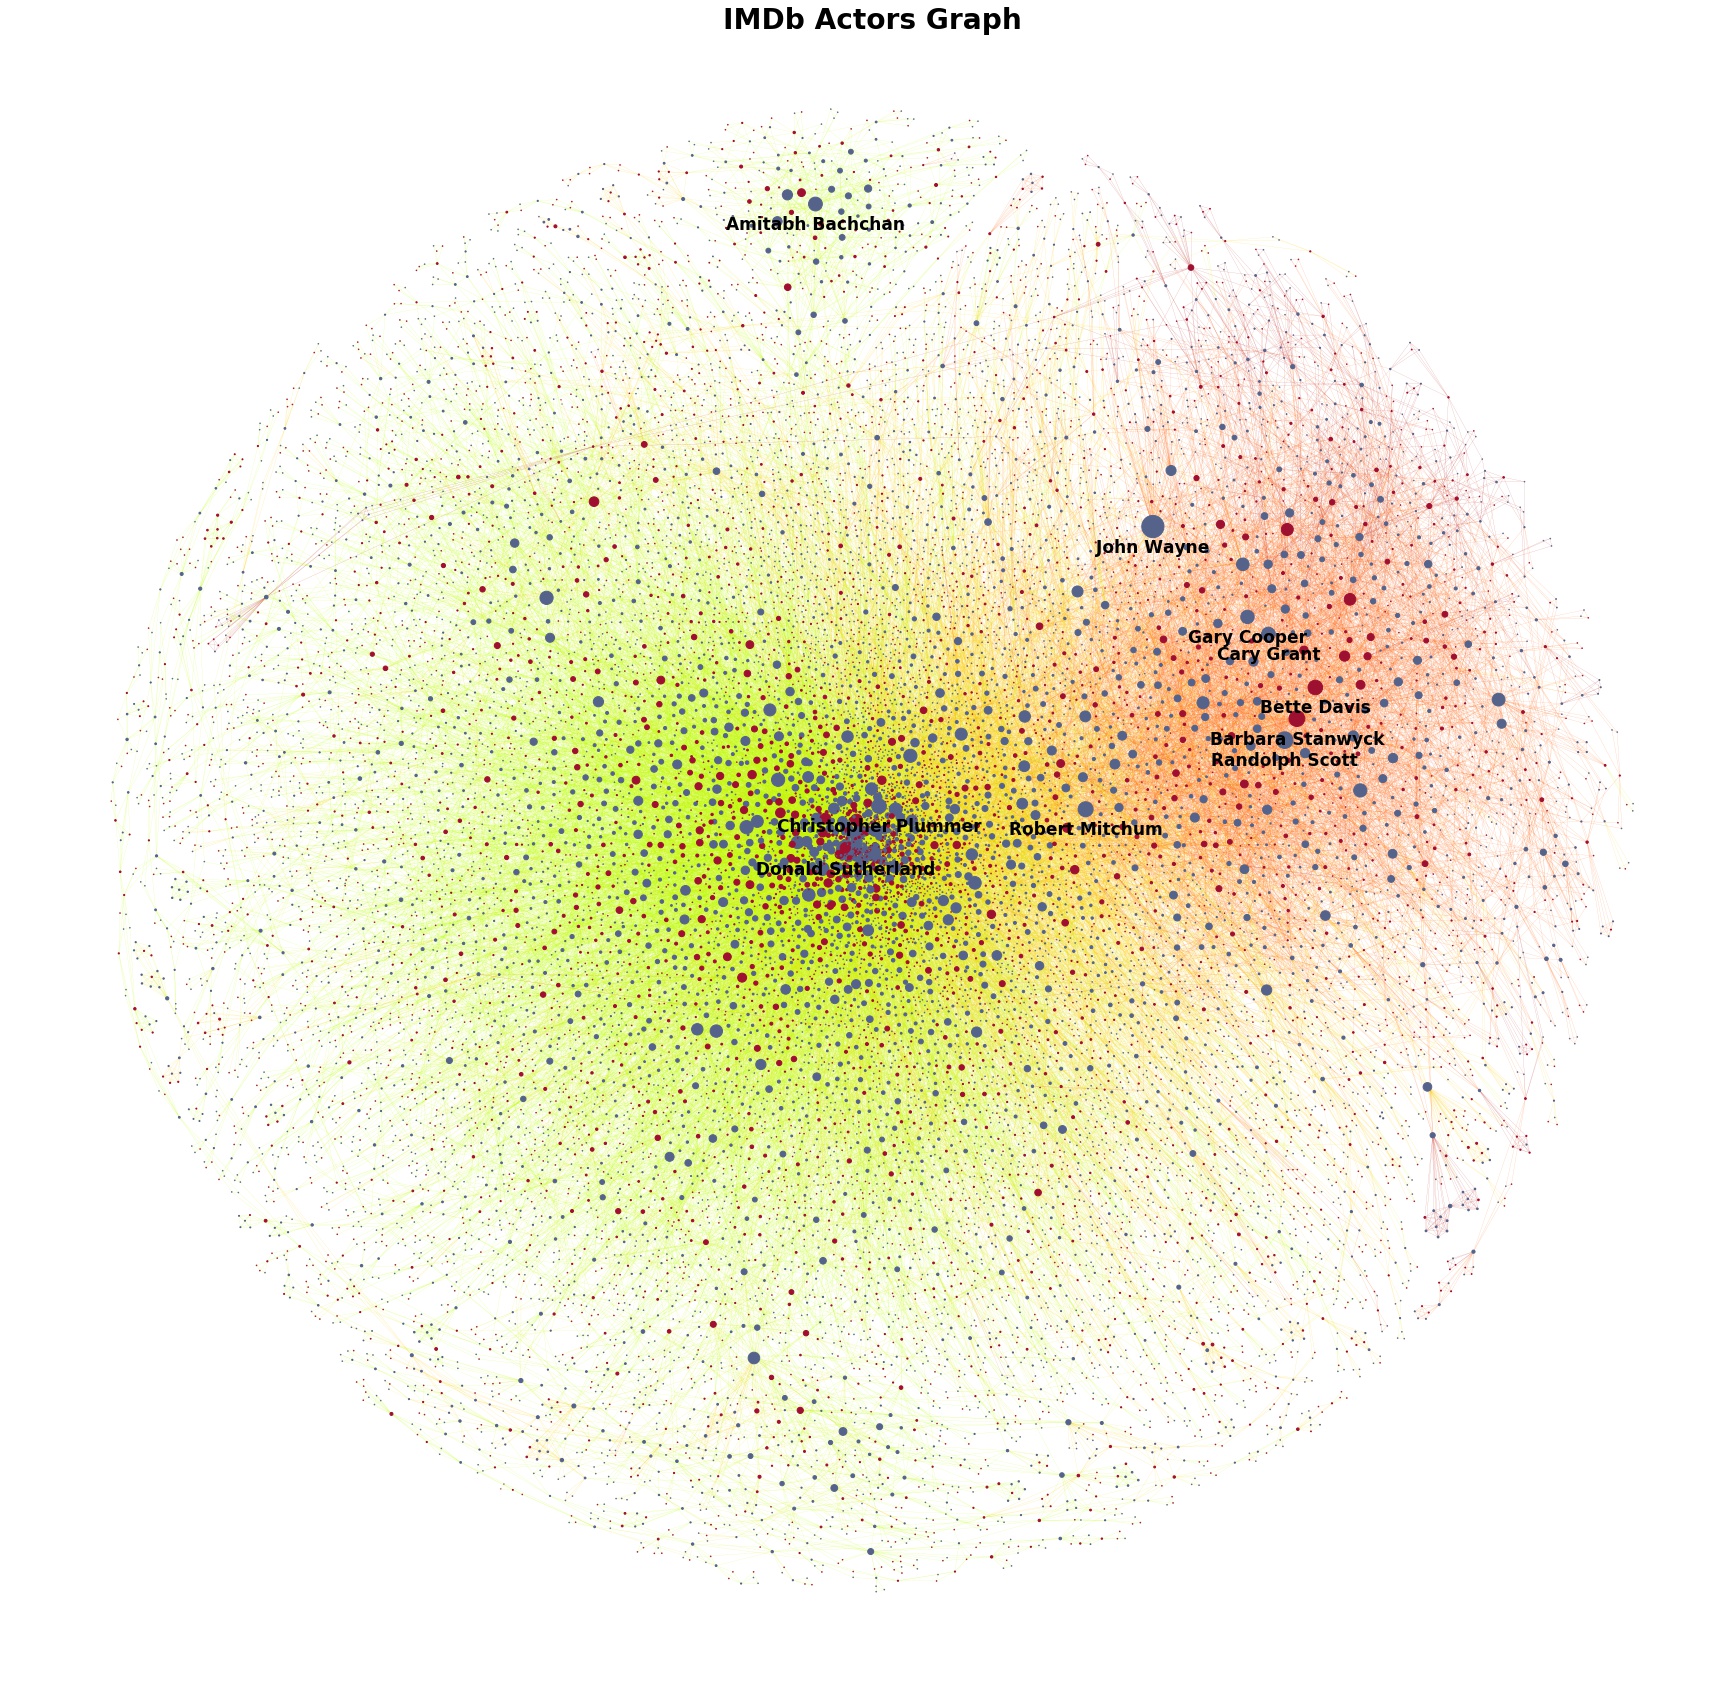 IMDb Actors Graph
Amitabh Bachchan
John Wayne
Gary Cooper
Cary Grant
Bette Davis
Barbara Stanwyck
Randolph Scott
Christopher Plummer
Robert Mitchum
Donald Sutherland